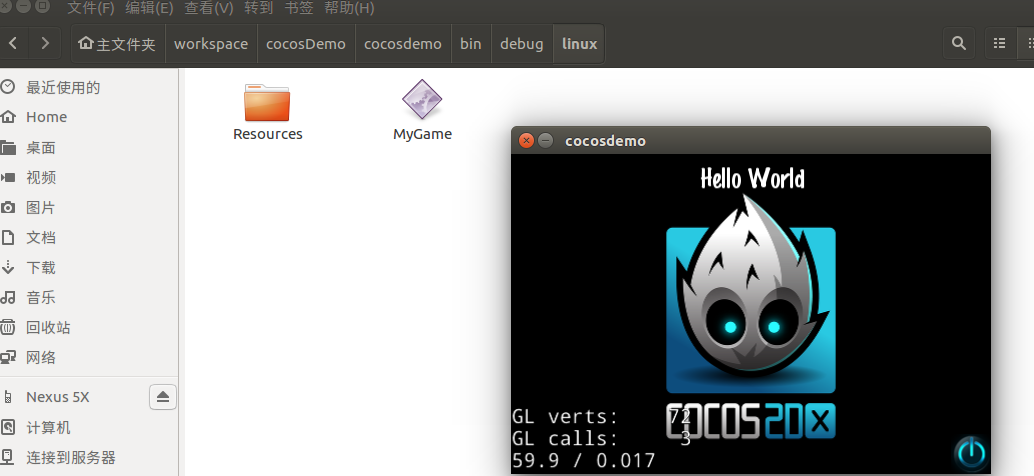 文件(F) 编辑(E) 查看(V) 转到 书签 帮助(H)
主文件夹 workspace cocosDemo cocosdemo bin debug linux
最近使用的
Home
桌面
视频
图片
文档
下载
音乐
回收站
网络
Nexus 5X
计算机
连接到服务器
Resources
MyGame
cocosdemo
Hello World
COCOS2DX
GL verts: 72
GL calls: 3
59.9 / 0.017